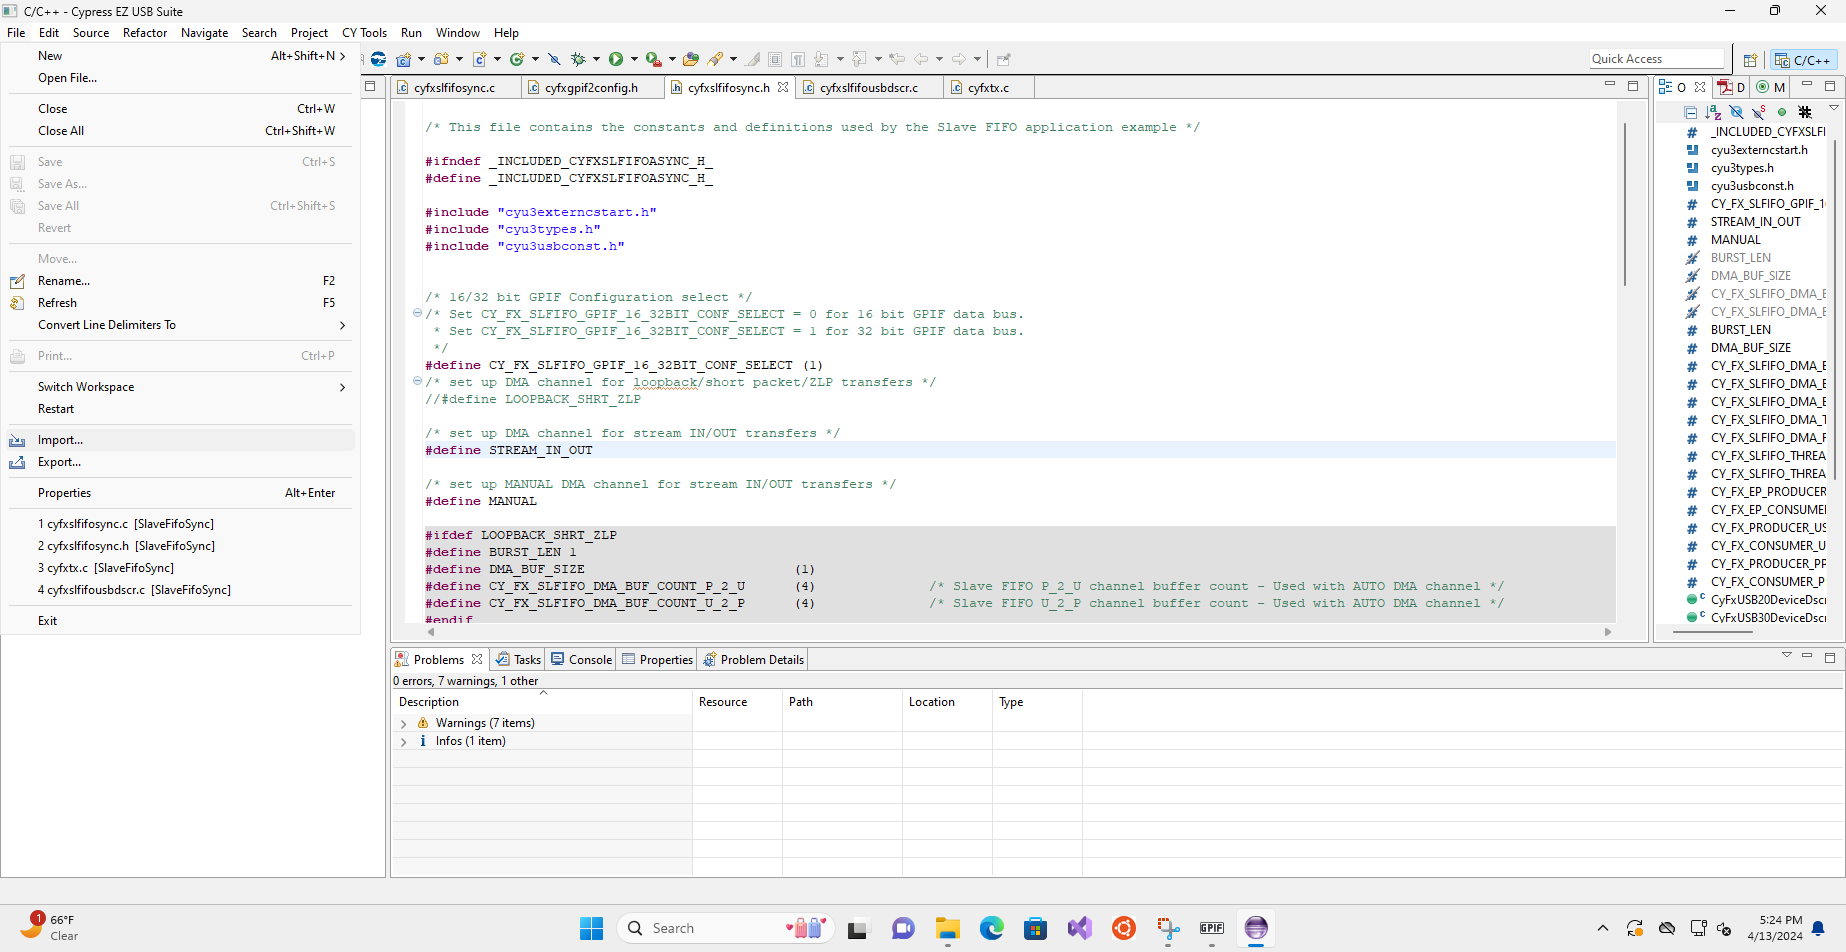 C/C++ - Cypress EZ USB Suite
File Edit Source Refactor Navigate Search Project CY Tools Run Window Help
New Alt+Shift+N
Open File...
Close Ctrl+W
Close All Ctrl+Shift+W
Save Ctrl+S
Save As...
Save All Ctrl+Shift+S
Revert
Move...
Rename... F2
Refresh F5
Convert Line Delimiters To
Print... Ctrl+P
Switch Workspace
Restart
Import...
Export...
Properties Alt+Enter
1 cyfxslfifosync.c [SlaveFifoSync]
2 cyfxslfifosync.h [SlaveFifoSync]
3 cyfxtx.c [SlaveFifoSync]
4 cyfxslfifousbdscr.c [SlaveFifoSync]
Exit
Quick Access
C/C++
cyfxslfifosync.c cyfxgpif2config.h cyfxslfifosync.h cyfxslfifousbdscr.c cyfxtx.c
/* This file contains the constants and definitions used by the Slave FIFO application example */
#ifndef _INCLUDED_CYFXSLFIFOASYNC_H_
#define _INCLUDED_CYFXSLFIFOASYNC_H_
#include "cyu3externcstart.h"
#include "cyu3types.h"
#include "cyu3usbconst.h"
/* 16/32 bit GPIF Configuration select */
/* Set CY_FX_SLFIFO_GPIF_16_32BIT_CONF_SELECT = 0 for 16 bit GPIF data bus.
* Set CY_FX_SLFIFO_GPIF_16_32BIT_CONF_SELECT = 1 for 32 bit GPIF data bus.
*/
#define CY_FX_SLFIFO_GPIF_16_32BIT_CONF_SELECT (1)
/* set up DMA channel for loopback/short packet/ZLP transfers */
//#define LOOPBACK_SHRT_ZLP
/* set up DMA channel for stream IN/OUT transfers */
#define STREAM_IN_OUT
/* set up MANUAL DMA channel for stream IN/OUT transfers */
#define MANUAL
#ifdef LOOPBACK_SHRT_ZLP
#define BURST_LEN 1
#define DMA_BUF_SIZE (1)
#define CY_FX_SLFIFO_DMA_BUF_COUNT_P_2_U (4) /* Slave FIFO P_2_U channel buffer count - Used with AUTO DMA channel */
#define CY_FX_SLFIFO_DMA_BUF_COUNT_U_2_P (4) /* Slave FIFO U_2_P channel buffer count - Used with AUTO DMA channel */
#endif
O D M
_INCLUDED_CYFXSLFI
cyu3externcstart.h
cyu3types.h
cyu3usbconst.h
CY_FX_SLFIFO_GPIF_1
STREAM_IN_OUT
MANUAL
BURST_LEN
DMA_BUF_SIZE
CY_FX_SLFIFO_DMA_E
CY_FX_SLFIFO_DMA_E
BURST_LEN
DMA_BUF_SIZE
CY_FX_SLFIFO_DMA_E
CY_FX_SLFIFO_DMA_E
CY_FX_SLFIFO_DMA_E
CY_FX_SLFIFO_DMA_T
CY_FX_SLFIFO_DMA_F
CY_FX_SLFIFO_THREA
CY_FX_SLFIFO_THREA
CY_FX_EP_PRODUCER
CY_FX_EP_CONSUMEI
CY_FX_PRODUCER_US
CY_FX_CONSUMER_U
CY_FX_PRODUCER_PP
CY_FX_CONSUMER_P
CyFxUSB20DeviceDscr
CyFxUSB30DeviceDscr
Problems Tasks Console Properties Problem Details
0 errors, 7 warnings, 1 other
Description Resource Path Location Type
Warnings (7 items)
Infos (1 item)
1
66°F
Clear
Search
GPIF
5:24 PM
4/13/2024